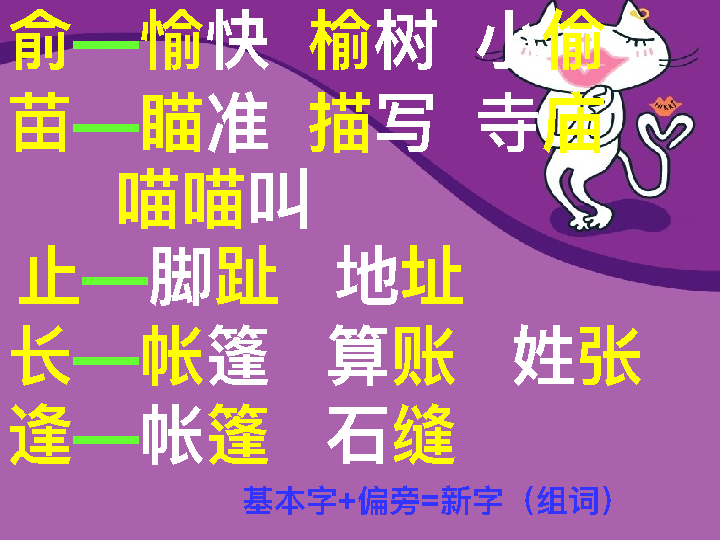 俞—愉快 榆树 小偷
苗—瞄准 描写 寺庙
喵喵叫
止—脚趾 地址
长—帐篷 算账 姓张
逢—帐篷 石缝
基本字+偏旁=新字（组词）